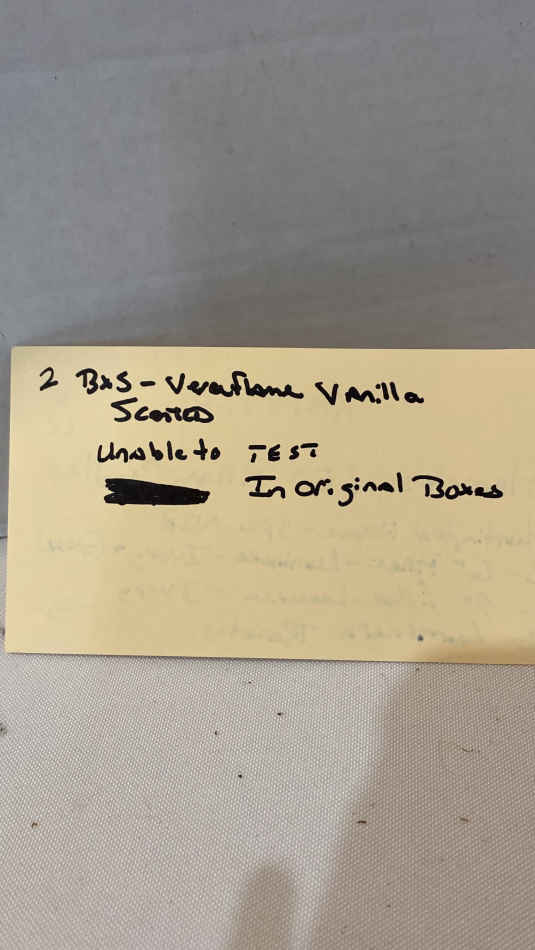 2 BxS - Veraflame Vanilla
Scented
Unable to TEST
In Original Boxes